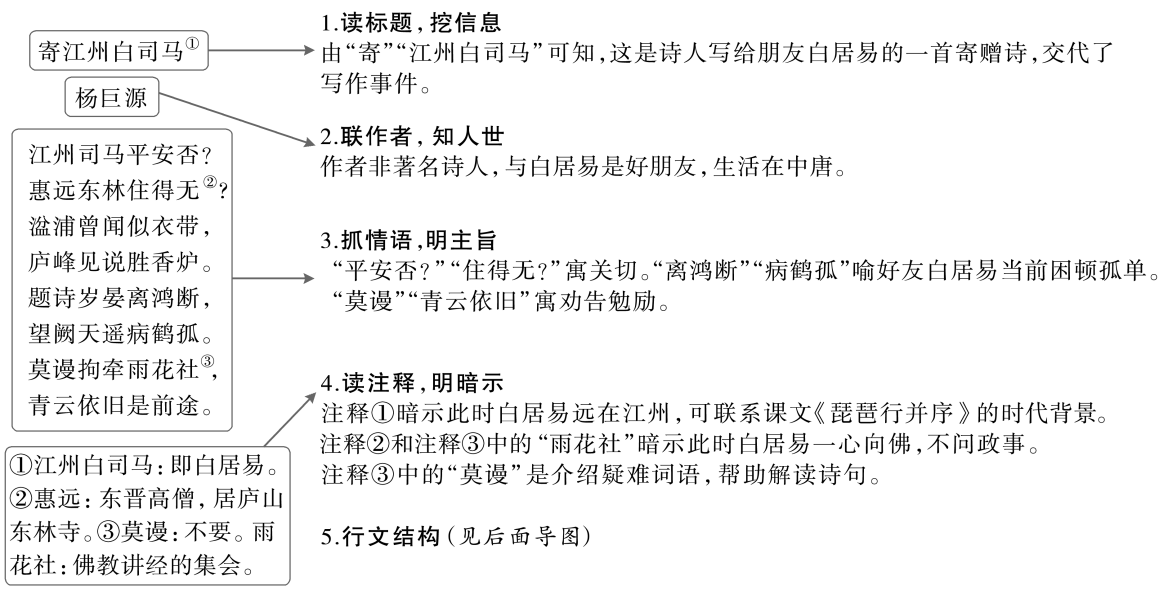 寄江州白司马①
杨巨源
江州司马平安否？
惠远东林住得无②？
湓浦曾闻似衣带，
庐峰见说胜香炉。
题诗岁晏离鸿断，
望阙天遥病鹤孤。
莫谩拘牵雨花社③，
青云依旧是前途。
①江州白司马：即白居易。
②惠远：东晋高僧，居庐山
东林寺。③莫谩：不要。雨
花社：佛教讲经的集会。
1.读标题，挖信息
由“寄”“江州白司马”可知，这是诗人写给朋友白居易的一首寄赠诗，交代了
写作事件。
2.联作者，知人世
作者非著名诗人，与白居易是好朋友，生活在中唐。
3.抓情语，明主旨
“平安否？”“住得无？”寓关切。“离鸿断”“病鹤孤”喻好友白居易当前困顿孤单。
“莫谩”“青云依旧”寓劝告勉励。
4.读注释，明暗示
注释①暗示此时白居易远在江州，可联系课文《琵琶行并序》的时代背景。
注释②和注释③中的“雨花社”暗示此时白居易一心向佛，不问政事。
注释③中的“莫谩”是介绍疑难词语，帮助解读诗句。
5.行文结构(见后面导图)